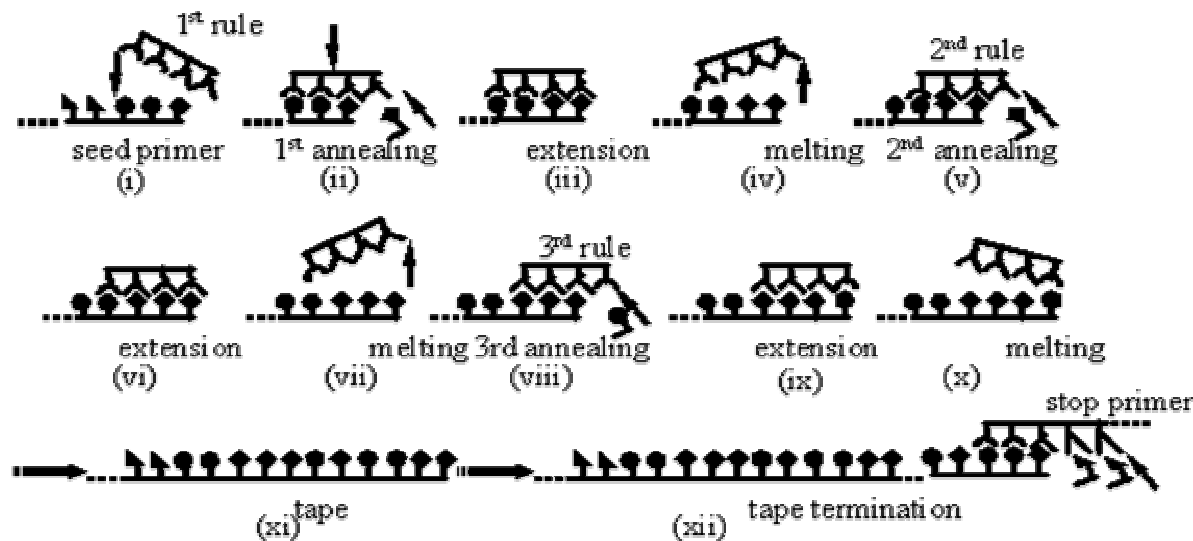 1st rule
seed primer
(i)
1st annealing
(ii)
extension
(iii)
melting
(iv)
2nd rule
2nd annealing
(v)
extension
(vi)
melting
(vii)
3rd rule
3rd annealing
(viii)
extension
(ix)
melting
(x)
stop primer
tape
(xi)
tape termination
(xii)